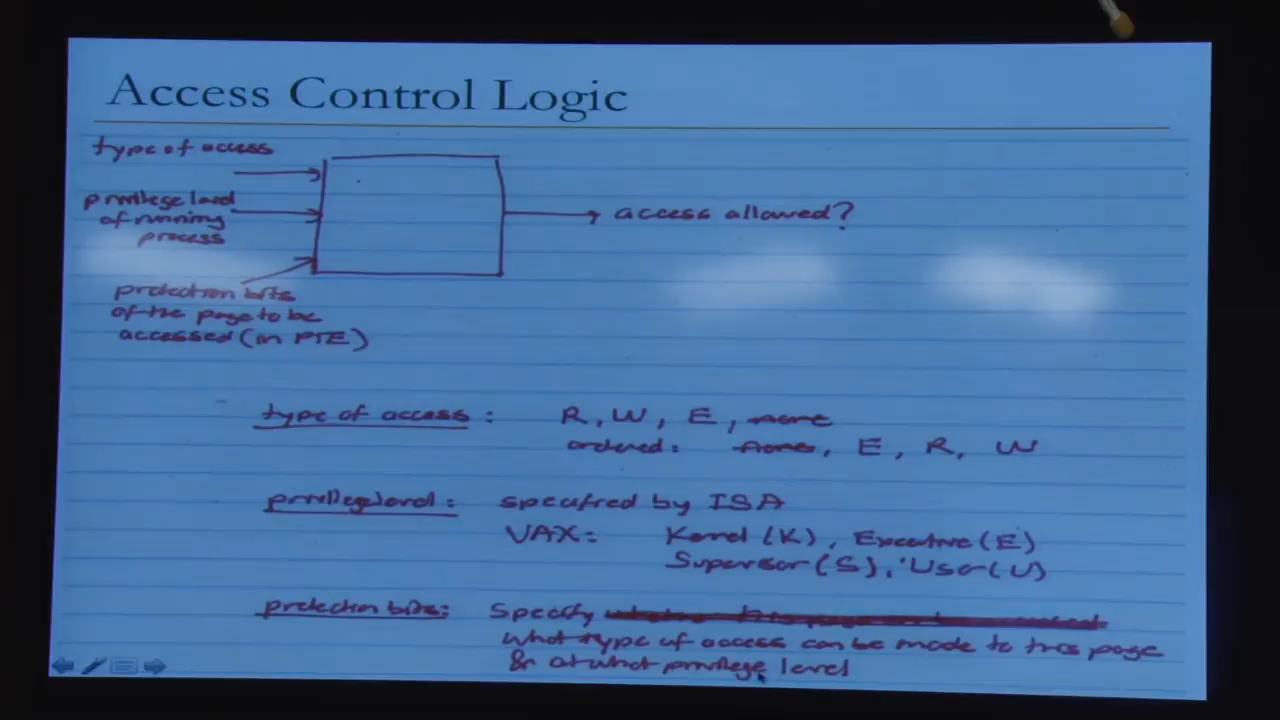 Access Control Logic
type of access
privilege level
of running
process
access allowed?
protection bits
of the page to be
accessed (in PTE)
type of access: R, W, E, none
ordered: none, E, R, W
privilege level: specified by ISA
VAX: Kernel (K), Executive (E)
Supervisor (S), User (U)
protection bits: Specify
what type of access can be made to this page
& at what privilege level